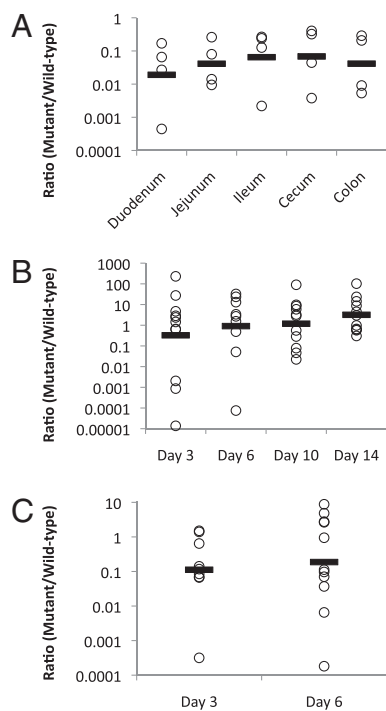 A
Ratio (Mutant/Wild-type)
1
0.1
0.01
0.001
0.0001
Duodenum
Jejunum
Ileum
Cecum
Colon
B
Ratio (Mutant/Wild-type)
1000
100
10
1
0.1
0.01
0.001
0.0001
0.00001
Day 3
Day 6
Day 10
Day 14
C
Ratio (Mutant/Wild-type)
10
1
0.1
0.01
0.001
0.0001
Day 3
Day 6